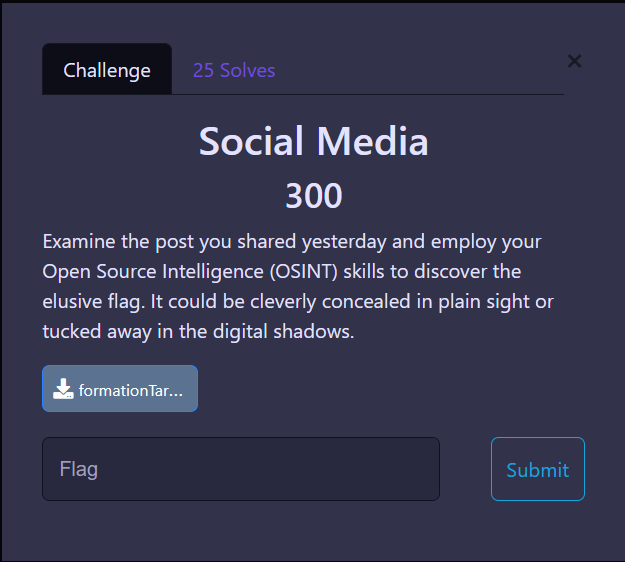 Challenge
25 Solves
×
Social Media
300
Examine the post you shared yesterday and employ your
Open Source Intelligence (OSINT) skills to discover the
elusive flag. It could be cleverly concealed in plain sight or
tucked away in the digital shadows.
formationTar...
Flag
Submit